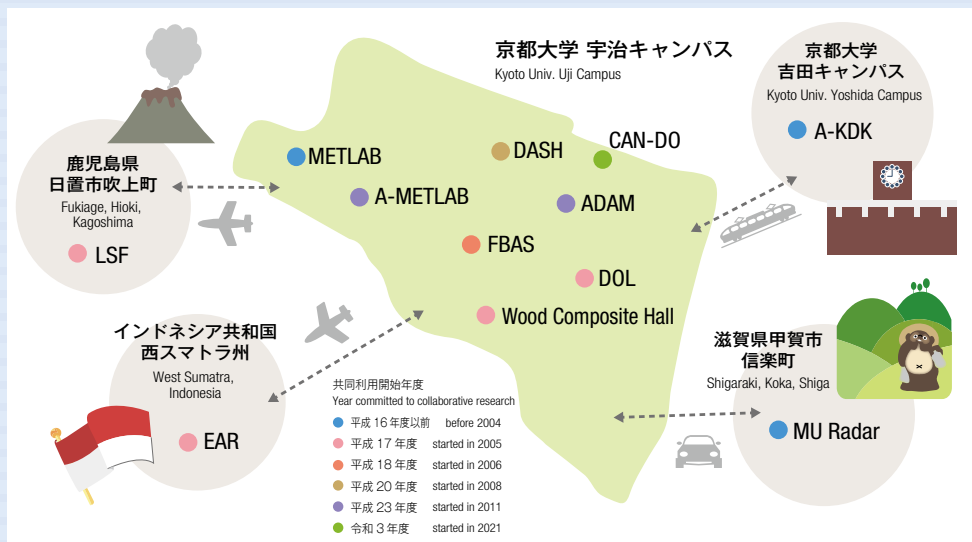 京都大学 宇治キャンパス
Kyoto Univ. Uji Campus
METLAB
A-METLAB
DASH
CAN-DO
ADAM
FBAS
DOL
Wood Composite Hall
京都大学
吉田キャンパス
Kyoto Univ. Yoshida Campus
A-KDK
鹿児島県
日置市吹上町
Fukiage, Hioki,
Kagoshima
LSF
インドネシア共和国
西スマトラ州
West Sumatra,
Indonesia
EAR
滋賀県甲賀市
信楽町
Shigaraki, Koka, Shiga
MU Radar
共同利用開始年度
Year committed to collaborative research
平成 16 年度以前 before 2004
平成 17 年度 started in 2005
平成 18 年度 started in 2006
平成 20 年度 started in 2008
平成 23 年度 started in 2011
令和 3 年度 started in 2021